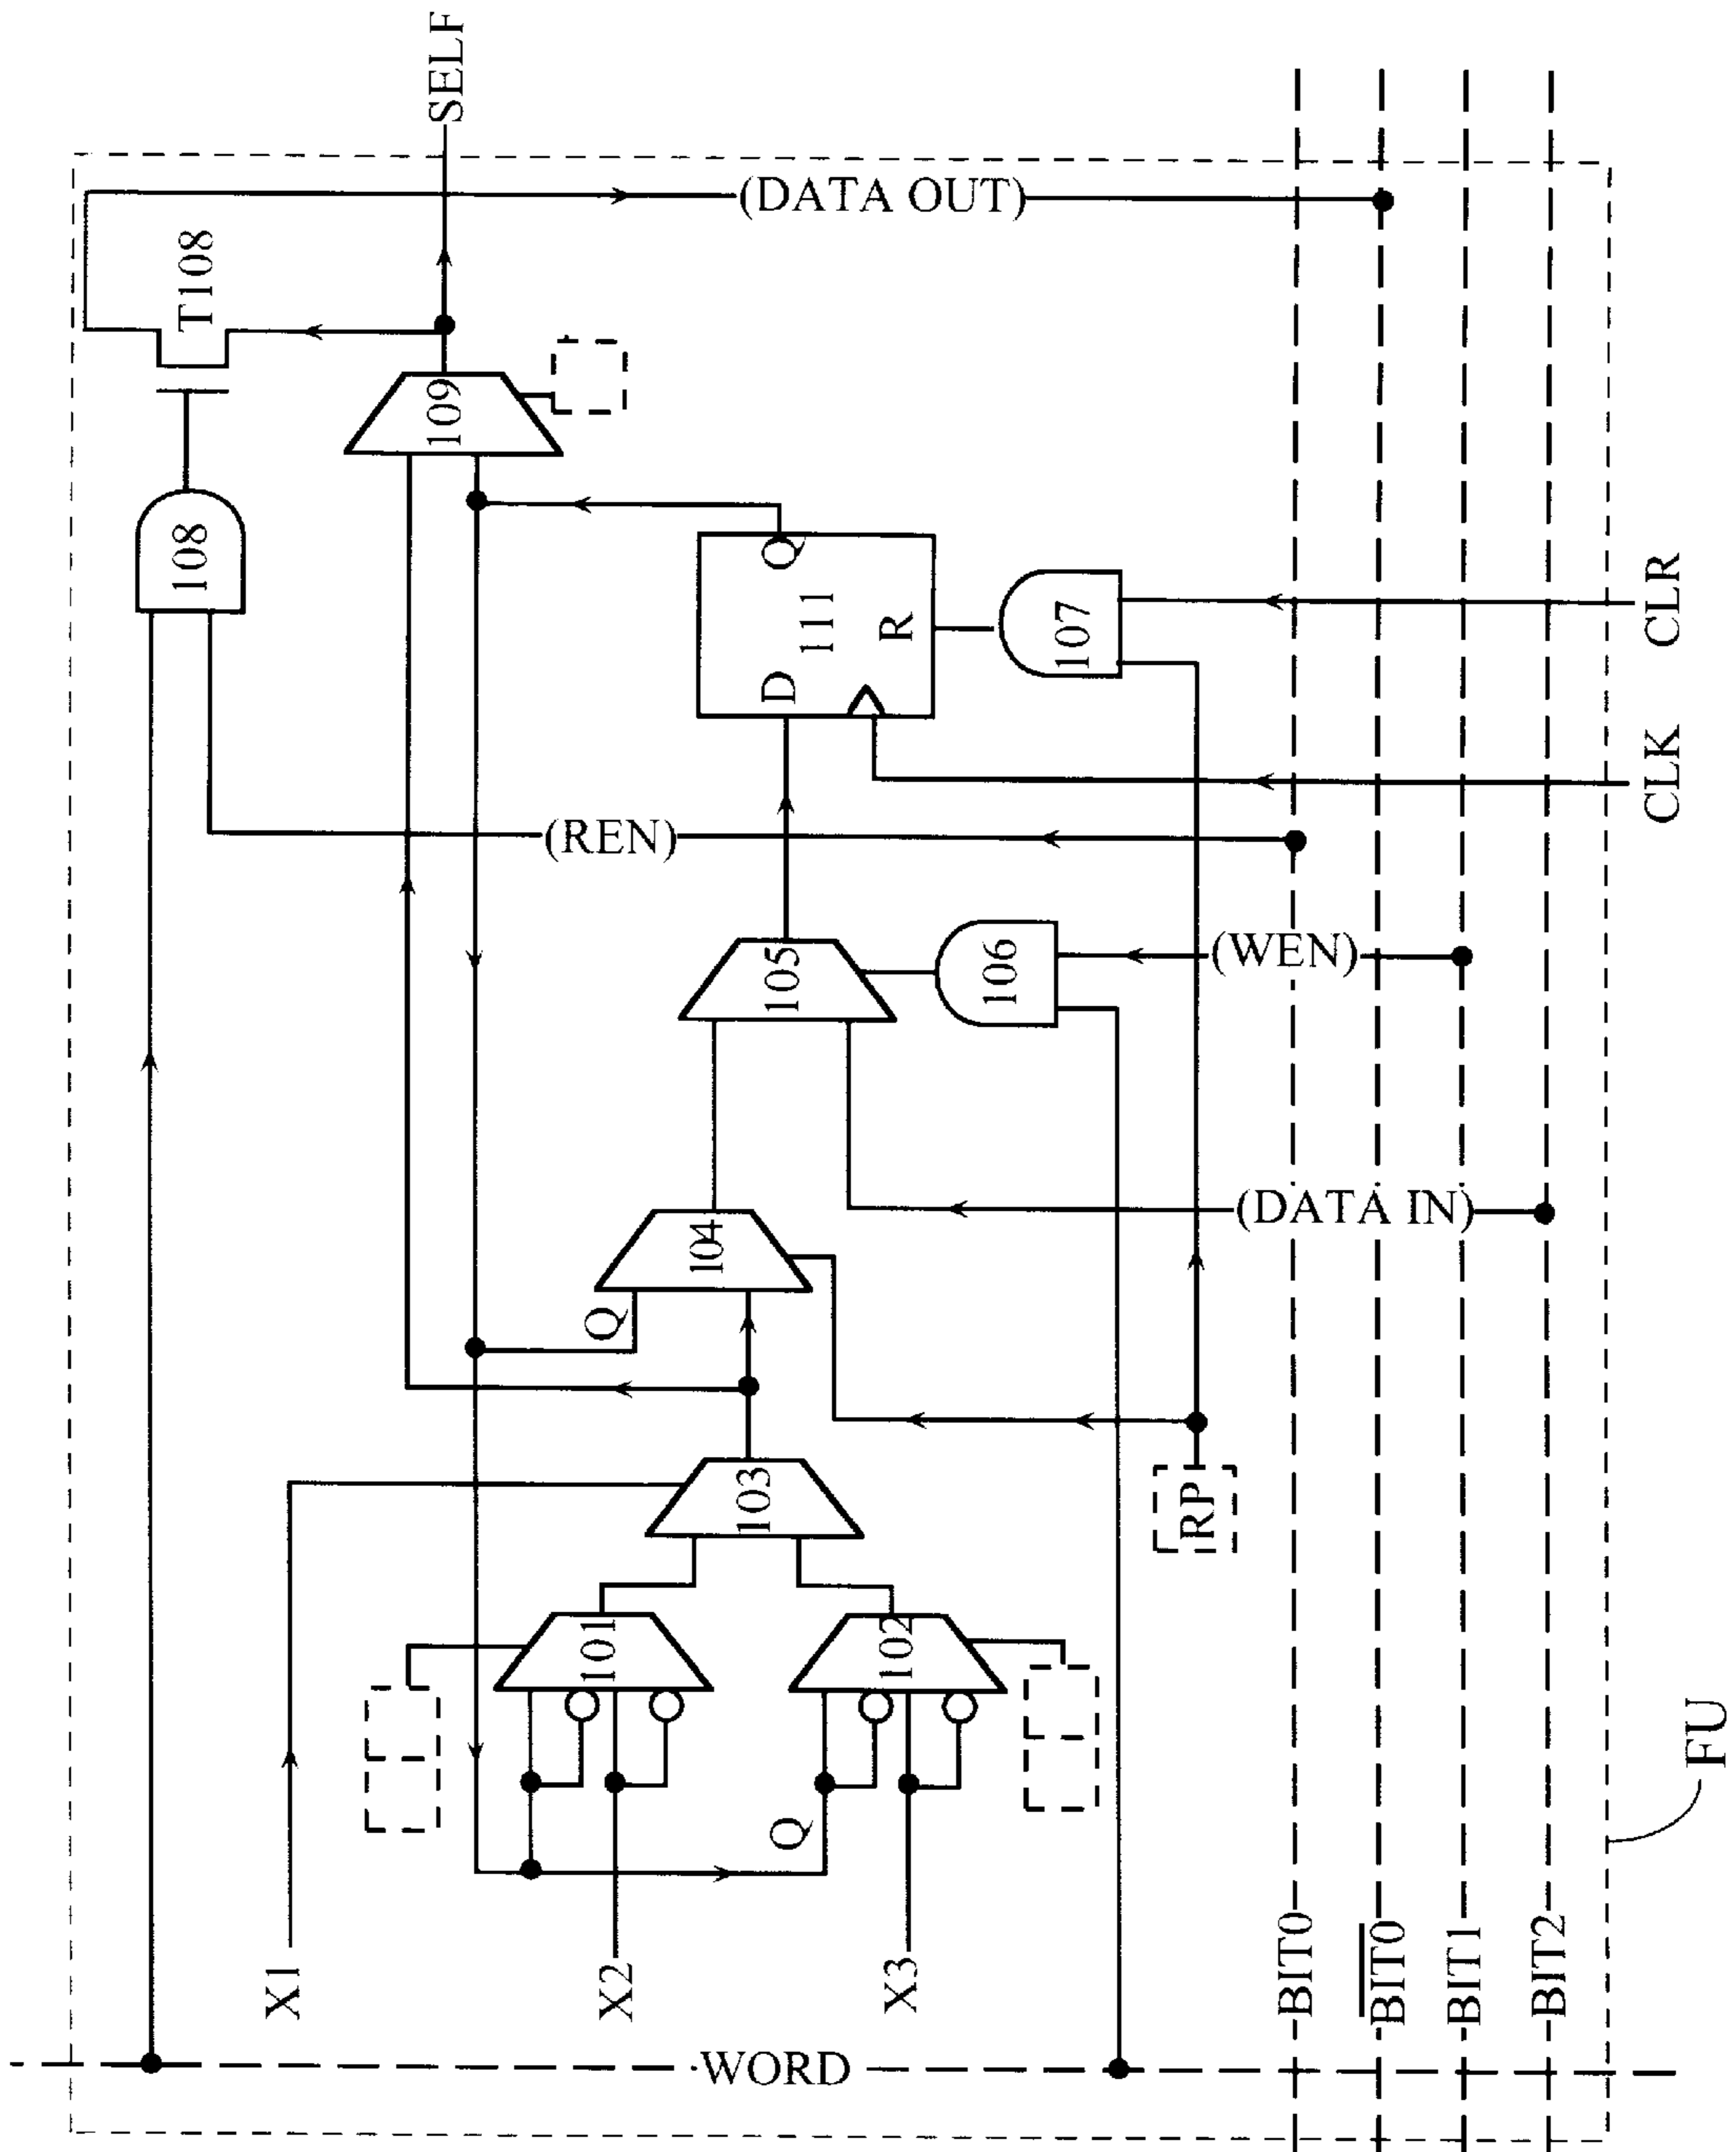 SELF
(DATA OUT)
T108
109
108
Q
111
D
R
107
CLR
CLK
(REN)
105
106
(WEN)
(DATA IN)
104
Q
103
RP
101
102
Q
X1
X2
X3
BIT0
BIT0
BIT1
BIT2
WORD
FU